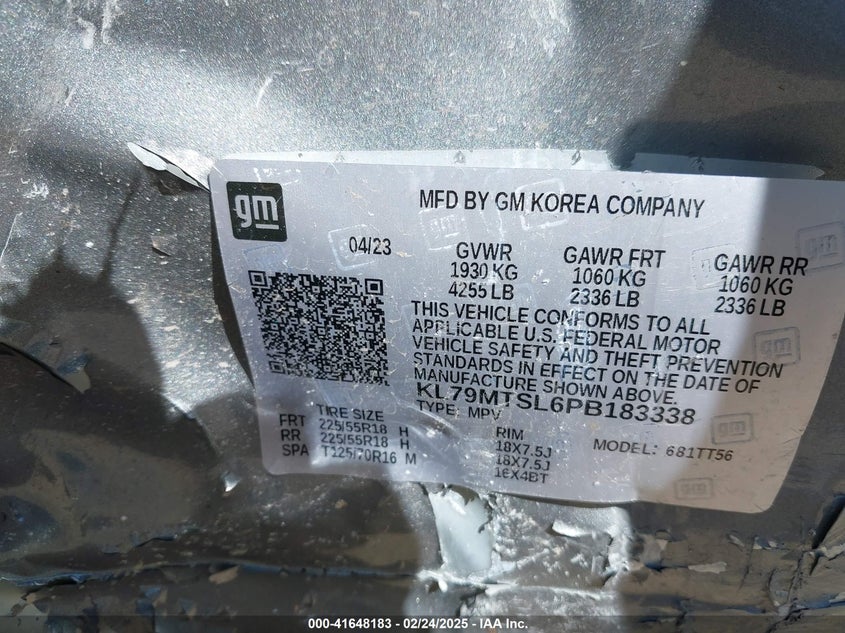 gm
MFD BY GM KOREA COMPANY
04/23
GVWR
1930 KG
4255 LB
GAWR FRT
1060 KG
2336 LB
GAWR RR
1060 KG
2336 LB
THIS VEHICLE CONFORMS TO ALL
APPLICABLE U.S. FEDERAL MOTOR
VEHICLE SAFETY AND THEFT PREVENTION
STANDARDS IN EFFECT ON THE DATE OF
MANUFACTURE SHOWN ABOVE.
KL79MTSL6PB183338
TYPE: MPV
MODEL: 681TT56
TIRE SIZE
FRT 225/55R18 H
RR 225/55R18 H
SPA T125/70R16 M
RIM
18X7.5J
18X7.5J
16X4BT
000-41648183 - 02/24/2025 - IAA Inc.